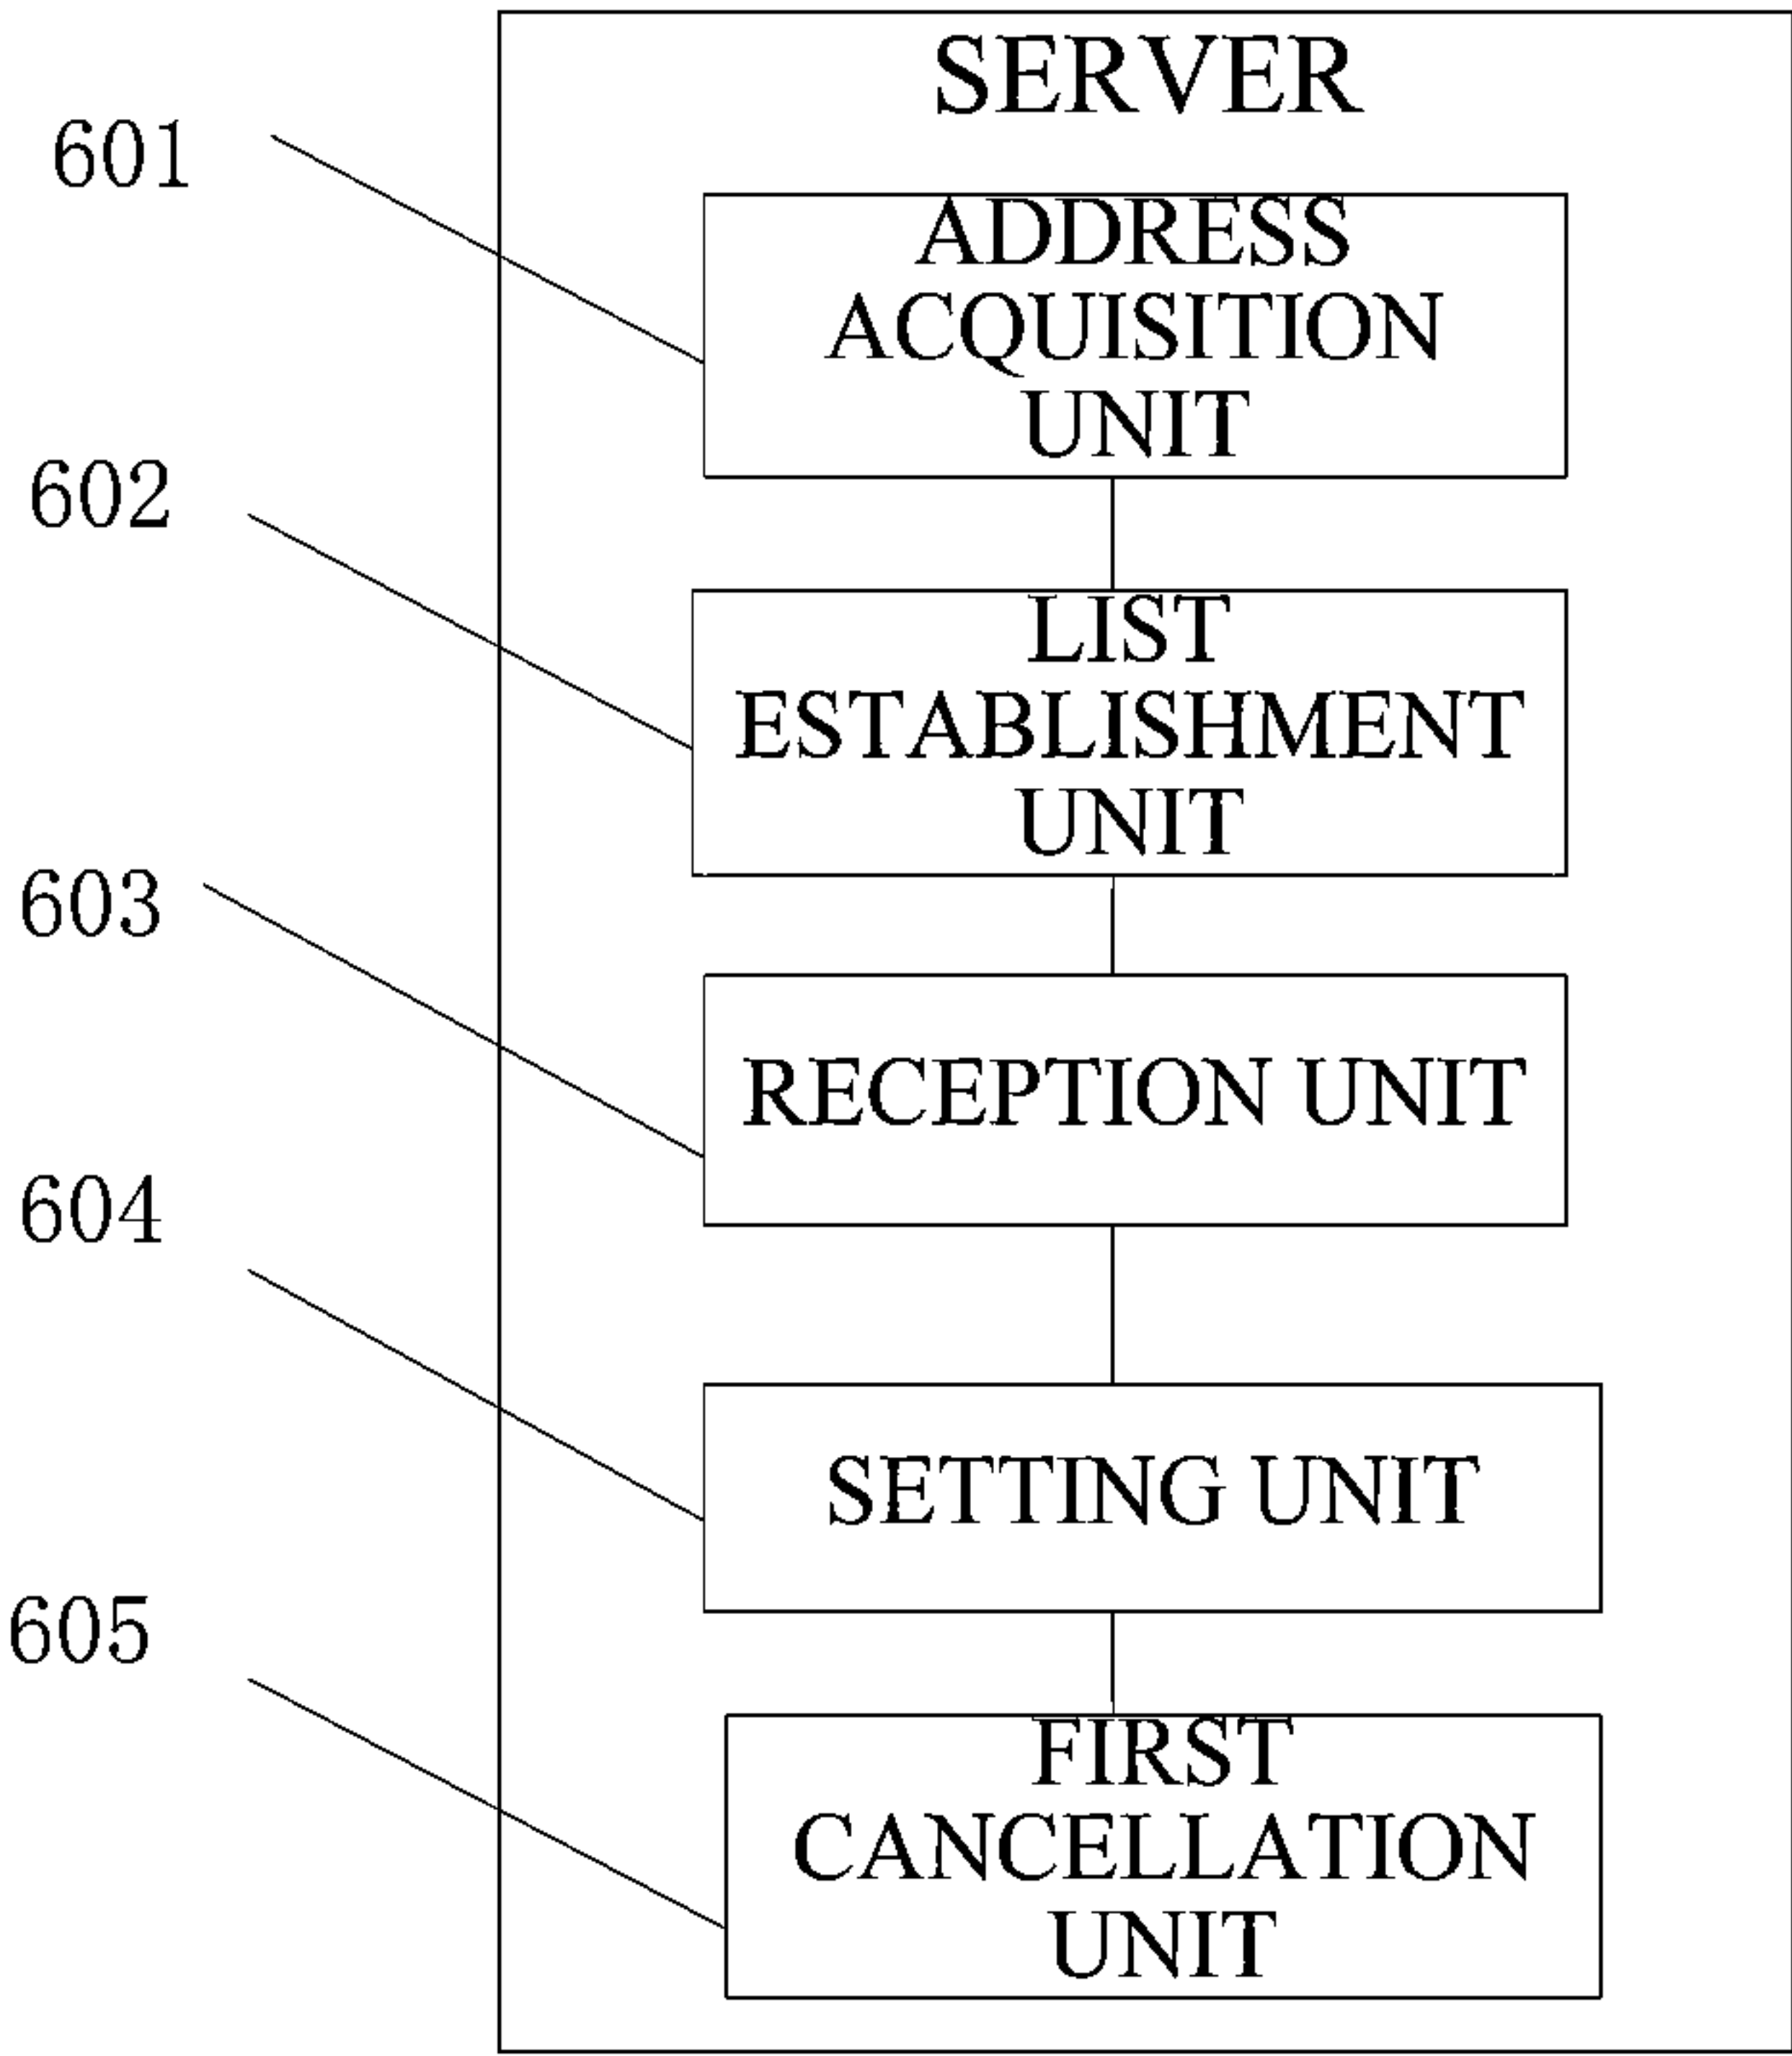 SERVER
601
ADDRESS
ACQUISITION
UNIT
602
LIST
ESTABLISHMENT
UNIT
603
RECEPTION UNIT
604
SETTING UNIT
605
FIRST
CANCELLATION
UNIT